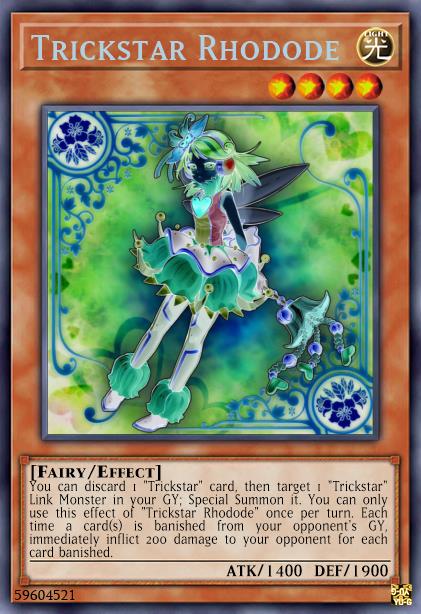 Trickstar Rhodode
LIGHT
光
[Fairy/Effect]
You can discard 1 "Trickstar" card, then target 1 "Trickstar"
Link Monster in your GY; Special Summon it. You can only
use this effect of "Trickstar Rhodode" once per turn. Each
time a card(s) is banished from your opponent's GY,
immediately inflict 200 damage to your opponent for each
card banished.
ATK/1400 DEF/1900
59604521